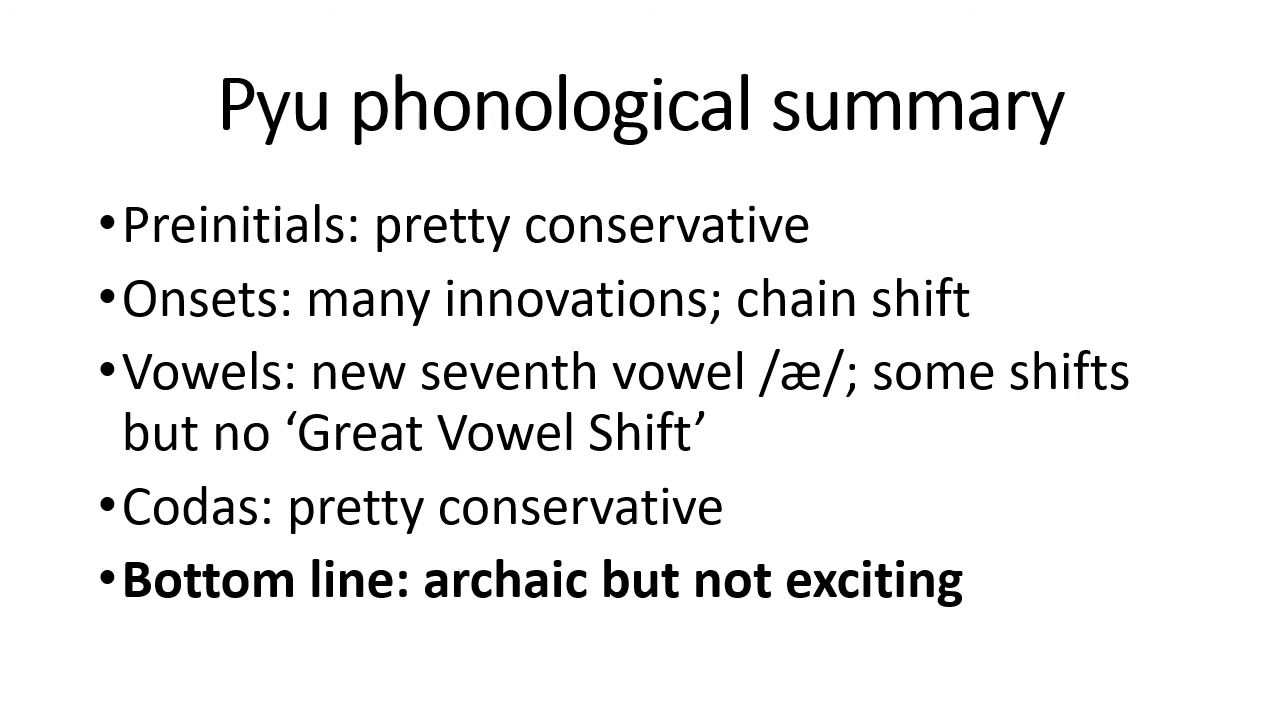 Pyu phonological summary
•Preinitials: pretty conservative
•Onsets: many innovations; chain shift
•Vowels: new seventh vowel /æ/; some shifts
but no ‘Great Vowel Shift’
•Codas: pretty conservative
•Bottom line: archaic but not exciting